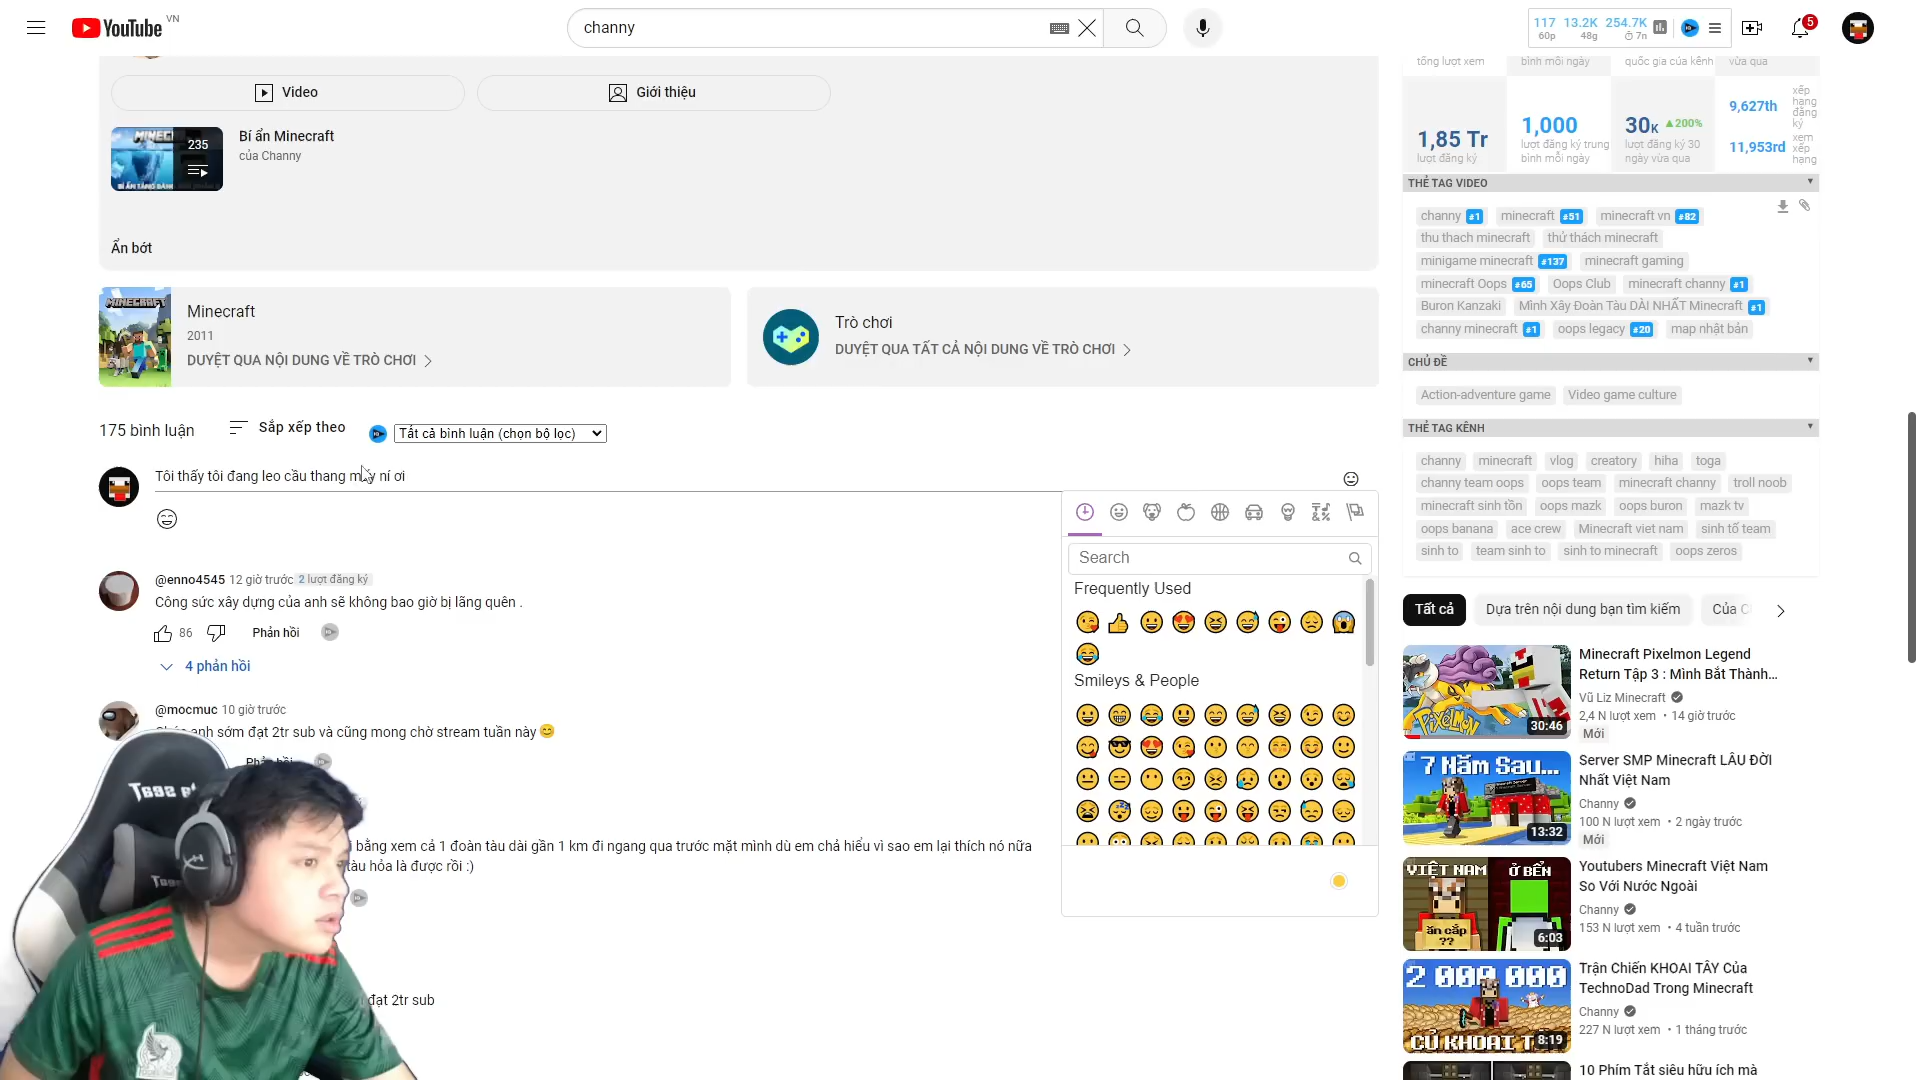 YouTube VN
channy
117 13.2K 254.7K
60p 48g 7n
5
Video
Giới thiệu
235
Bí ẩn Minecraft
của Channy
Ẩn bớt
MINECRAFT
Minecraft
2011
DUYỆT QUA NỘI DUNG VỀ TRÒ CHƠI
Trò chơi
DUYỆT QUA TẤT CẢ NỘI DUNG VỀ TRÒ CHƠI
175 bình luận
Sắp xếp theo
Tất cả bình luận (chọn bộ lọc)
Tôi thấy tôi đang leo cầu thang mấy ní ơi
@enno4545 12 giờ trước 2 lượt đăng ký
Công sức xây dựng của anh sẽ không bao giờ bị lãng quên .
86
Phản hồi
4 phản hồi
@mocmuc 10 giờ trước
anh sớm đạt 2tr sub và cũng mong chờ stream tuần này😊
Phản hồi
bằng xem cả 1 đoàn tàu dài gần 1 km đi ngang qua trước mặt mình dù em chả hiểu vì sao em lại thích nó nữa
tàu hỏa là được rồi :)
đạt 2tr sub
Search
Frequently Used
Smileys & People
tổng lượt xem
bình mỗi ngày
quốc gia của kênh
vừa qua
1,85 Tr
lượt đăng ký
1,000
lượt đăng ký trung
bình mỗi ngày
30K ▲200%
lượt đăng ký 30
ngày vừa qua
9,627th
xếp
hạng
đăng
ký
11,953rd
xem
xếp
hạng
THẺ TAG VIDEO
channy #1 minecraft #51 minecraft vn #82
thu thach minecraft thử thách minecraft
minigame minecraft #137 minecraft gaming
minecraft Oops #65 Oops Club minecraft channy #1
Buron Kanzaki Mình Xây Đoàn Tàu DÀI NHẤT Minecraft #1
channy minecraft #1 oops legacy #20 map nhật bản
CHỦ ĐỀ
Action-adventure game Video game culture
THẺ TAG KÊNH
channy minecraft vlog creatory hiha toga
channy team oops oops team minecraft channy troll noob
minecraft sinh tồn oops mazk oops buron mazk tv
oops banana ace crew Minecraft viet nam sinh tố team
sinh to team sinh to sinh to minecraft oops zeros
Tất cả
Dựa trên nội dung bạn tìm kiếm
Của C
PIXELMON
30:46
Minecraft Pixelmon Legend
Return Tập 3 : Mình Bắt Thành...
Vũ Liz Minecraft
2,4 N lượt xem • 14 giờ trước
Mới
7 Năm Sau...
13:32
Server SMP Minecraft LÂU ĐỜI
Nhất Việt Nam
Channy
100 N lượt xem • 2 ngày trước
Mới
VIỆT NAM
Ở BỂN
ăn cắp
??
6:03
Youtubers Minecraft Việt Nam
So Với Nước Ngoài
Channy
153 N lượt xem • 4 tuần trước
2 000 000
CỦ KHOAI T
8:19
Trận Chiến KHOAI TÂY Của
TechnoDad Trong Minecraft
Channy
227 N lượt xem • 1 tháng trước
10 Phím Tắt siêu hữu ích mà